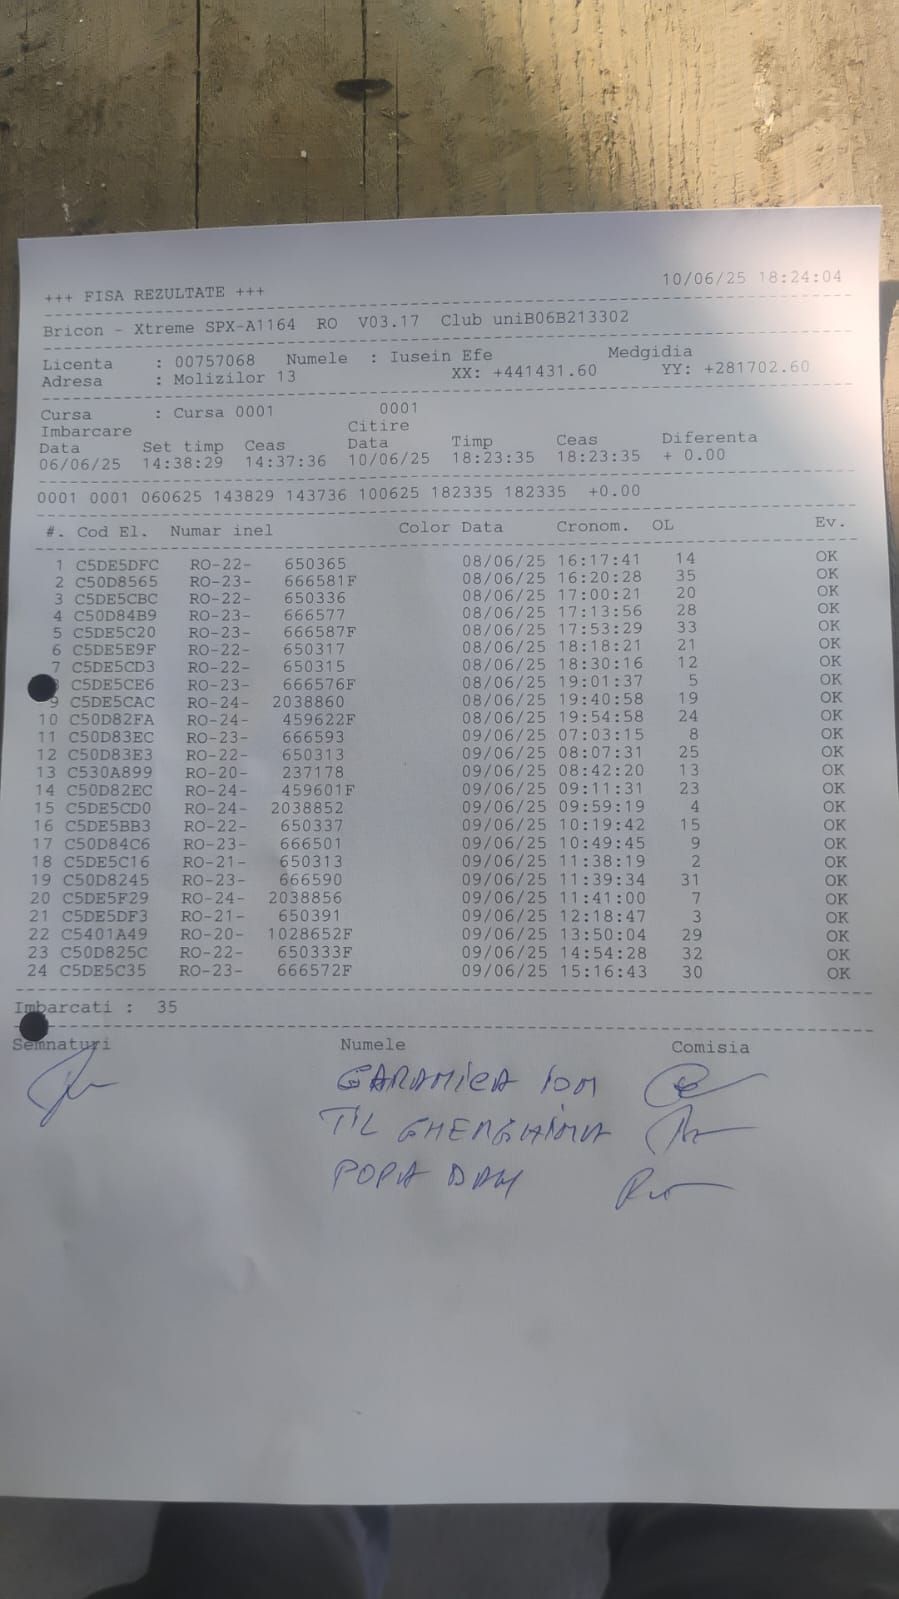 10/06/25 18:24:04
+++ FISA REZULTATE +++
Bricon - Xtreme SPX-A1164 RO V03.17 Club uniB06B213302
Licenta : 00757068 Numele : Iusein Efe Medgidia
Adresa : Molizilor 13 XX: +441431.60 YY: +281702.60
Cursa : Cursa 0001 0001
Imbarcare Citire
Data Set timp Ceas Data Timp Ceas Diferenta
06/06/25 14:38:29 14:37:36 10/06/25 18:23:35 18:23:35 + 0.00
0001 0001 060625 143829 143736 100625 182335 182335 +0.00
#. Cod El. Numar inel Color Data Cronom. OL Ev.
1 C5DE5DFC RO-22- 650365 08/06/25 16:17:41 14 OK
2 C50D8565 RO-23- 666581F 08/06/25 16:20:28 35 OK
3 C5DE5CBC RO-22- 650336 08/06/25 17:00:21 20 OK
4 C50D84B9 RO-23- 666577 08/06/25 17:13:56 28 OK
5 C5DE5C20 RO-23- 666587F 08/06/25 17:53:29 33 OK
6 C5DE5E9F RO-22- 650317 08/06/25 18:18:21 21 OK
7 C5DE5CD3 RO-22- 650315 08/06/25 18:30:16 12 OK
C5DE5CE6 RO-23- 666576F 08/06/25 19:01:37 5 OK
9 C5DE5CAC RO-24- 2038860 08/06/25 19:40:58 19 OK
10 C50D82FA RO-24- 459622F 08/06/25 19:54:58 24 OK
11 C50D83EC RO-23- 666593 09/06/25 07:03:15 8 OK
12 C50D83E3 RO-22- 650313 09/06/25 08:07:31 25 OK
13 C530A899 RO-20- 237178 09/06/25 08:42:20 13 OK
14 C50D82EC RO-24- 459601F 09/06/25 09:11:31 23 OK
15 C5DE5CD0 RO-24- 2038852 09/06/25 09:59:19 4 OK
16 C5DE5BB3 RO-22- 650337 09/06/25 10:19:42 15 OK
17 C50D84C6 RO-23- 666501 09/06/25 10:49:45 9 OK
18 C5DE5C16 RO-21- 650313 09/06/25 11:38:19 2 OK
19 C50D8245 RO-23- 666590 09/06/25 11:39:34 31 OK
20 C5DE5F29 RO-24- 2038856 09/06/25 11:41:00 7 OK
21 C5DE5DF3 RO-21- 650391 09/06/25 12:18:47 3 OK
22 C5401A49 RO-20- 1028652F 09/06/25 13:50:04 29 OK
23 C50D825C RO-22- 650333F 09/06/25 14:54:28 32 OK
24 C5DE5C35 RO-23- 666572F 09/06/25 15:16:43 30 OK
Imbarcati : 35
Semnaturi Numele Comisia
GARAMICA ION
TIL GHERGHINA
POPA DAN